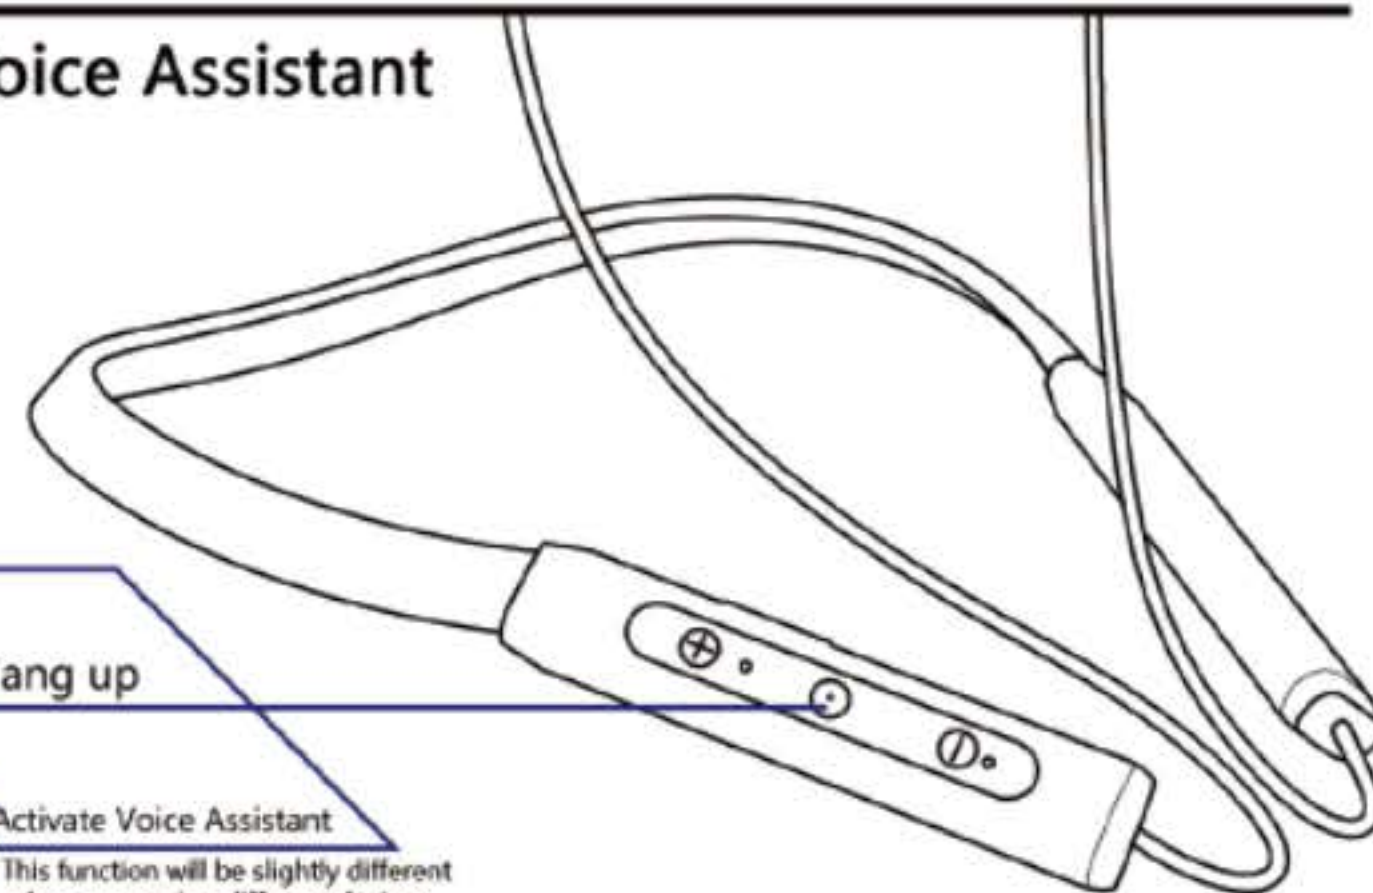 oice Assistant
ang up
Activate Voice Assistant
This function will be slightly different